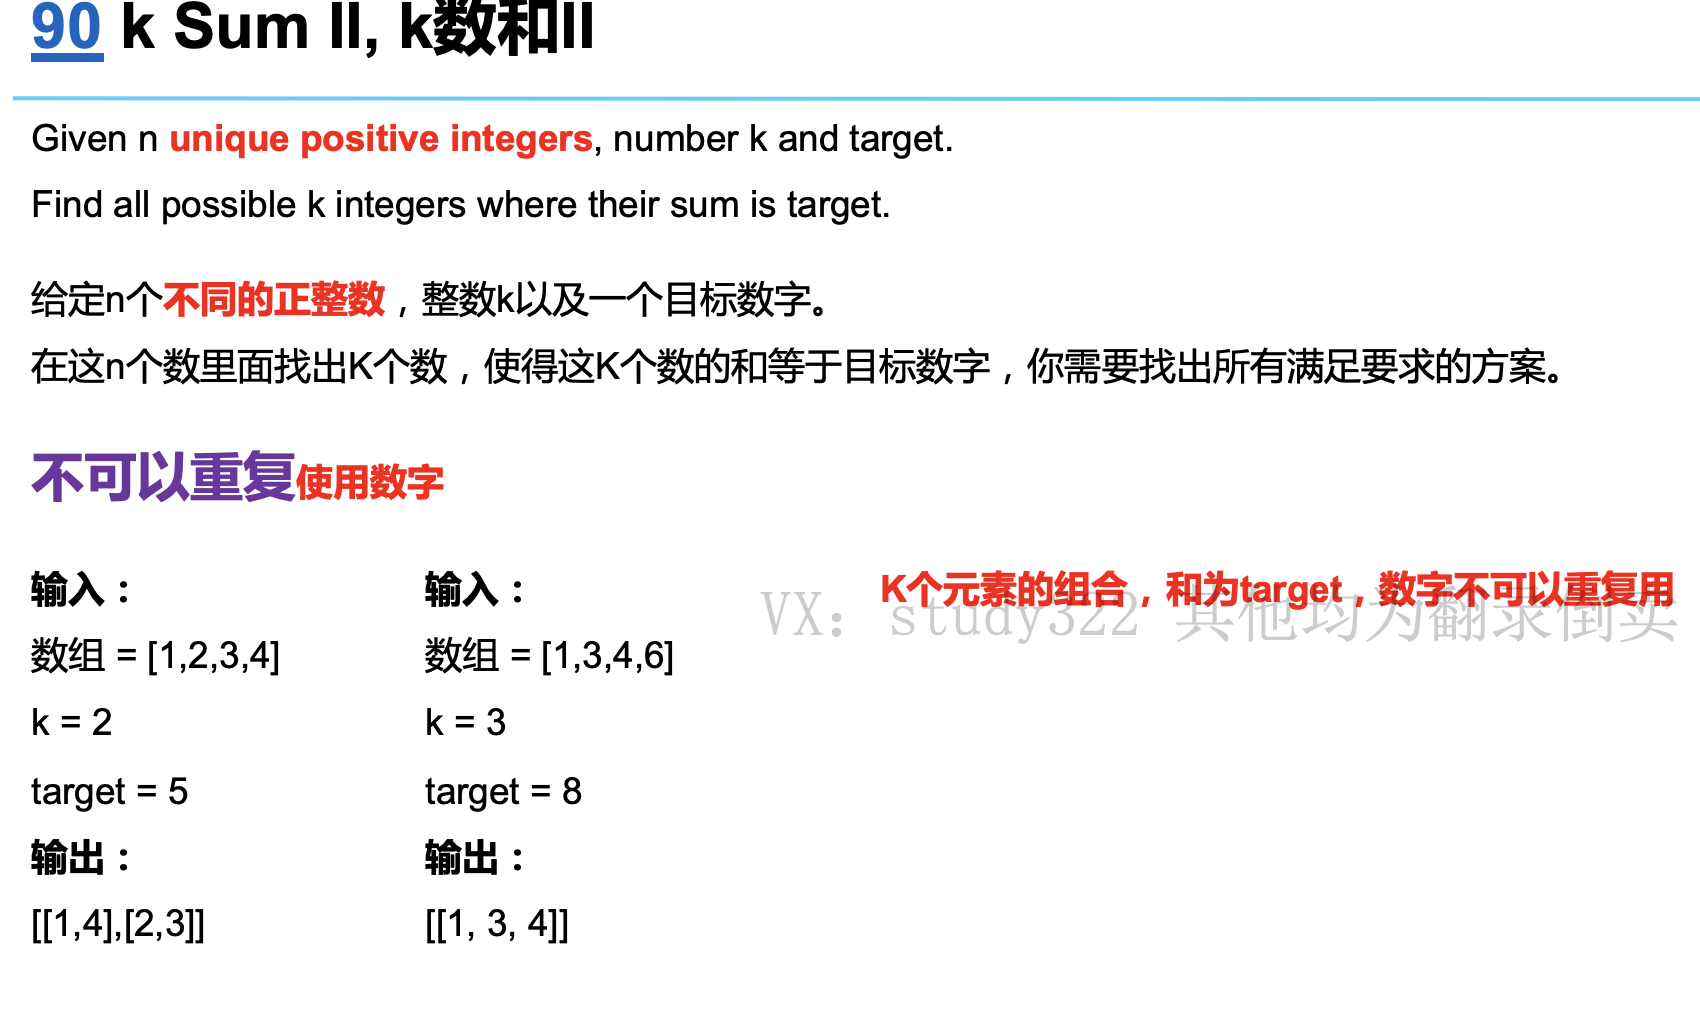 90 k Sum II, k数和II
Given n unique positive integers, number k and target.
Find all possible k integers where their sum is target.
给定n个不同的正整数，整数k以及一个目标数字。
在这n个数里面找出K个数，使得这K个数的和等于目标数字，你需要找出所有满足要求的方案。
不可以重复使用数字
输入：
数组 = [1,2,3,4]
k = 2
target = 5
输出：
[[1,4],[2,3]]
输入：
数组 = [1,3,4,6]
k = 3
target = 8
输出：
[[1, 3, 4]]
K个元素的组合，和为target，数字不可以重复用
VX：study322 其他均为翻录倒卖